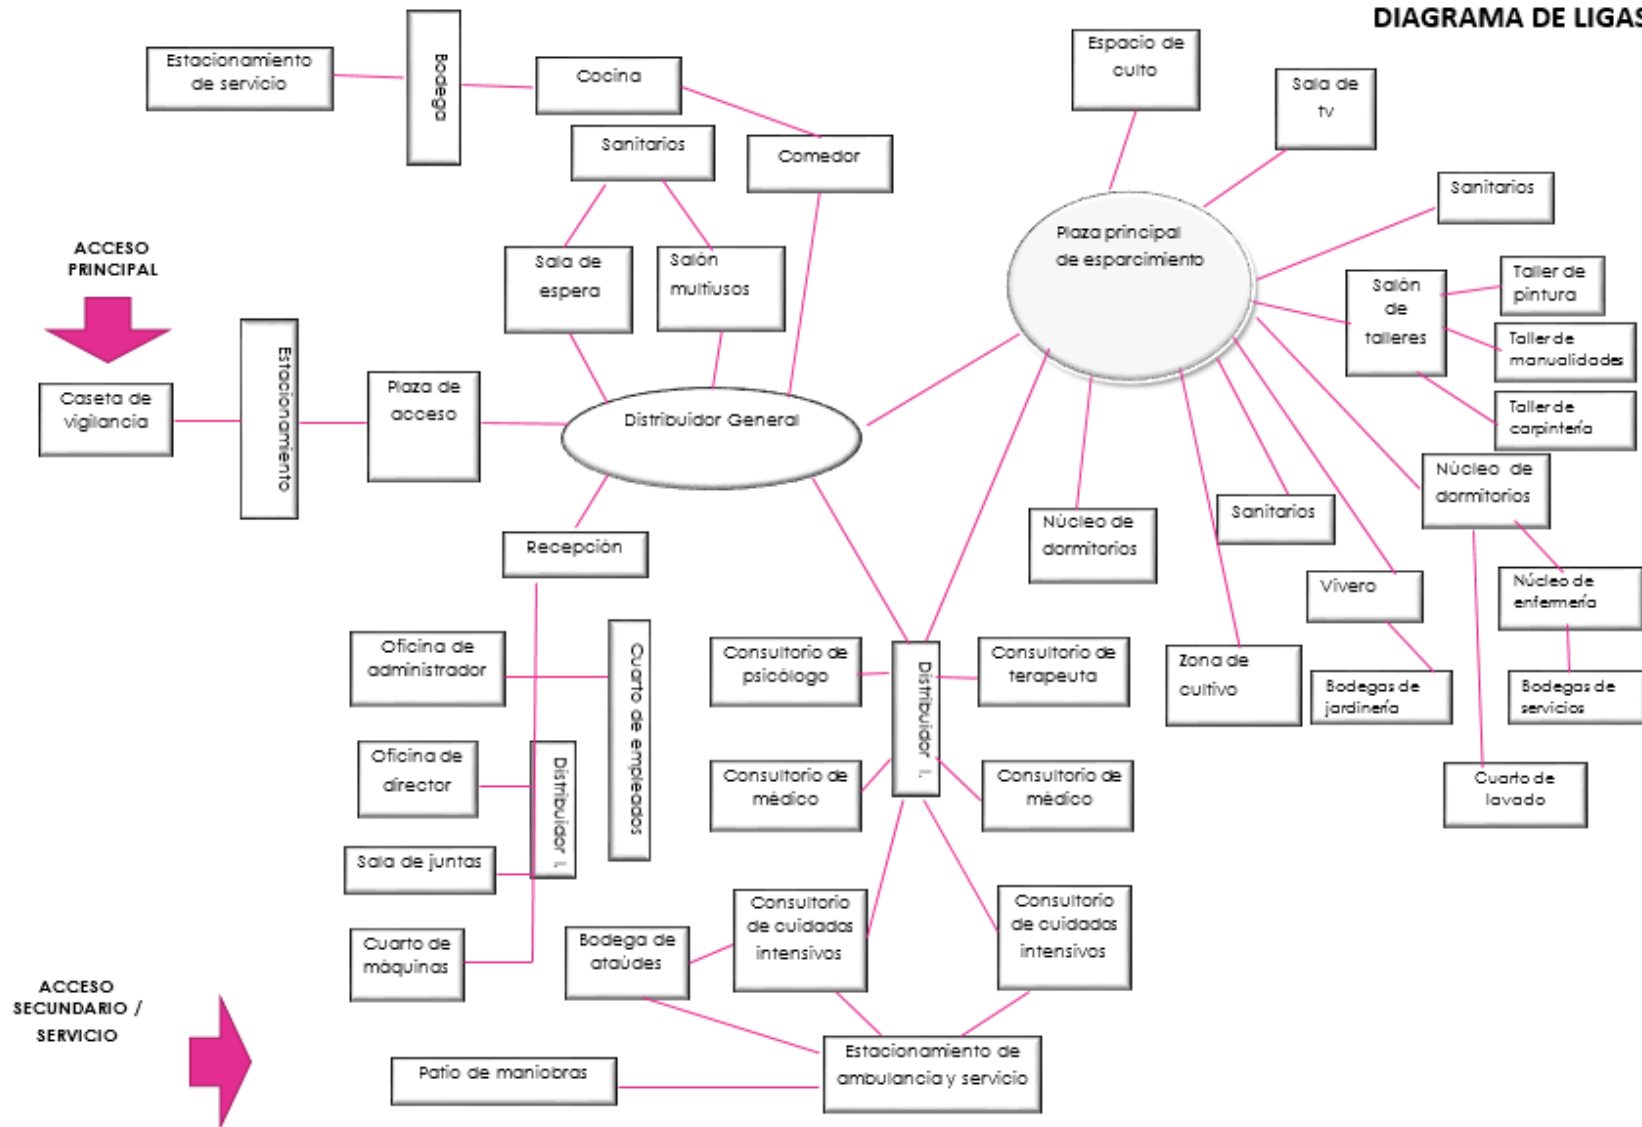 DIAGRAMA DE LIGAS
Estacionamiento
de servicio
Bodega
Cocina
Sanitarios
Comedor
Espacio de
culto
Sala de
tv
Sanitarios
Plaza principal
de esparcimiento
ACCESO
PRINCIPAL
Sala de
espera
Salón
multiusos
Salón
de
talleres
Taller de
pintura
Taller de
manualidades
Taller de
carpintería
Caseta de
vigilancia
Estacionamiento
Plaza de
acceso
Distribuidor General
Núcleo de
dormitorios
Sanitarios
Núcleo de
dormitorios
Recepción
Vívero
Núcleo de
enfermería
Oficina de
administrador
Cuarto de empleados
Consultorio de
psicólogo
Distribuidor I.
Consultorio de
terapeuta
Zona de
cultivo
Bodegas de
jardinería
Bodegas de
servicios
Oficina de
director
Distribuidor I.
Consultorio de
médico
Consultorio de
médico
Cuarto de
lavado
Sala de juntas
Consultorio
de cuidados
intensivos
Consultorio
de cuidados
intensivos
Cuarto de
máquinas
Bodega de
ataúdes
ACCESO
SECUNDARIO /
SERVICIO
Patio de maniobras
Estacionamiento de
ambulancia y servicio